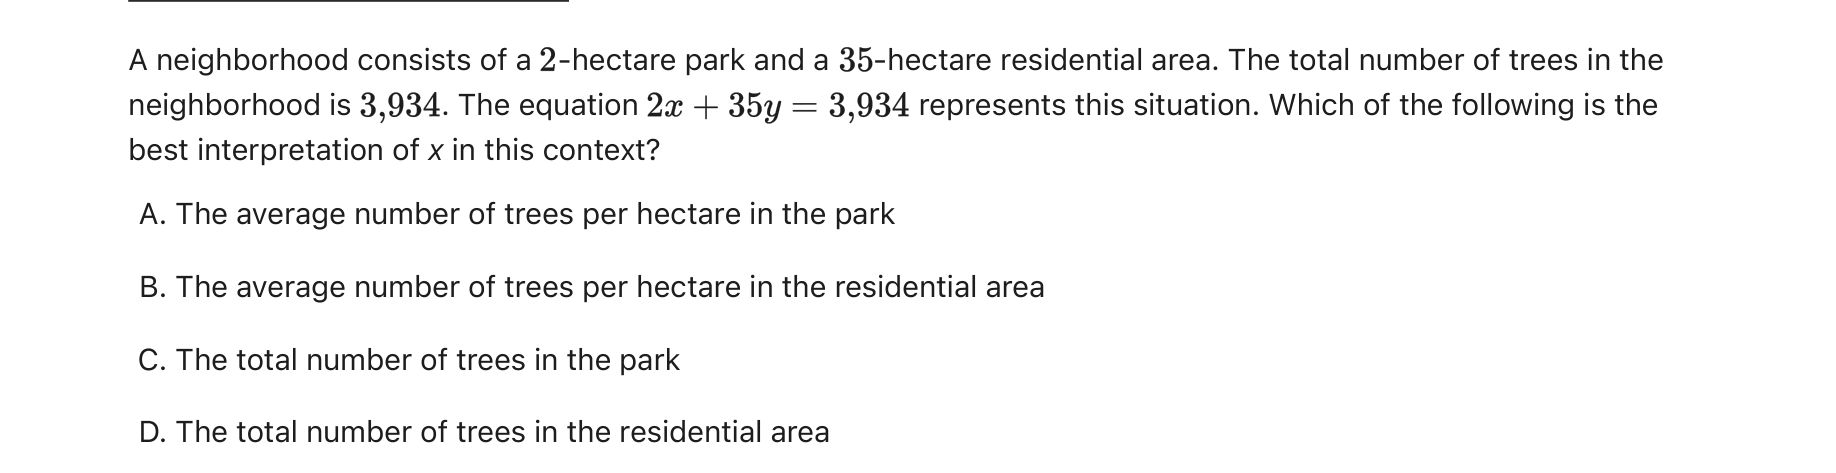 A neighborhood consists of a 2-hectare park and a 35-hectare residential area. The total number of trees in the
neighborhood is 3,934. The equation 2x + 35y = 3,934 represents this situation. Which of the following is the
best interpretation of x in this context?
A. The average number of trees per hectare in the park
B. The average number of trees per hectare in the residential area
C. The total number of trees in the park
D. The total number of trees in the residential area